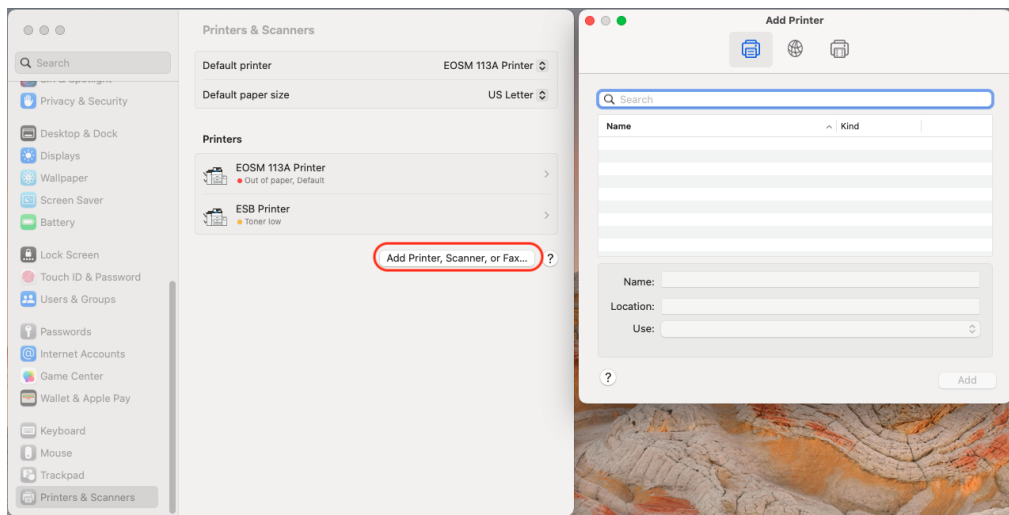 Search
Privacy & Security
Desktop & Dock
Displays
Wallpaper
Screen Saver
Battery
Lock Screen
Touch ID & Password
Users & Groups
Passwords
Internet Accounts
Game Center
Wallet & Apple Pay
Keyboard
Mouse
Trackpad
Printers & Scanners
Printers & Scanners
Default printer EOSM 113A Printer
Default paper size US Letter
Printers
EOSM 113A Printer
Out of paper, Default
ESB Printer
Toner low
Add Printer, Scanner, or Fax... ?
Add Printer
Search
Name Kind
Name:
Location:
Use:
? Add